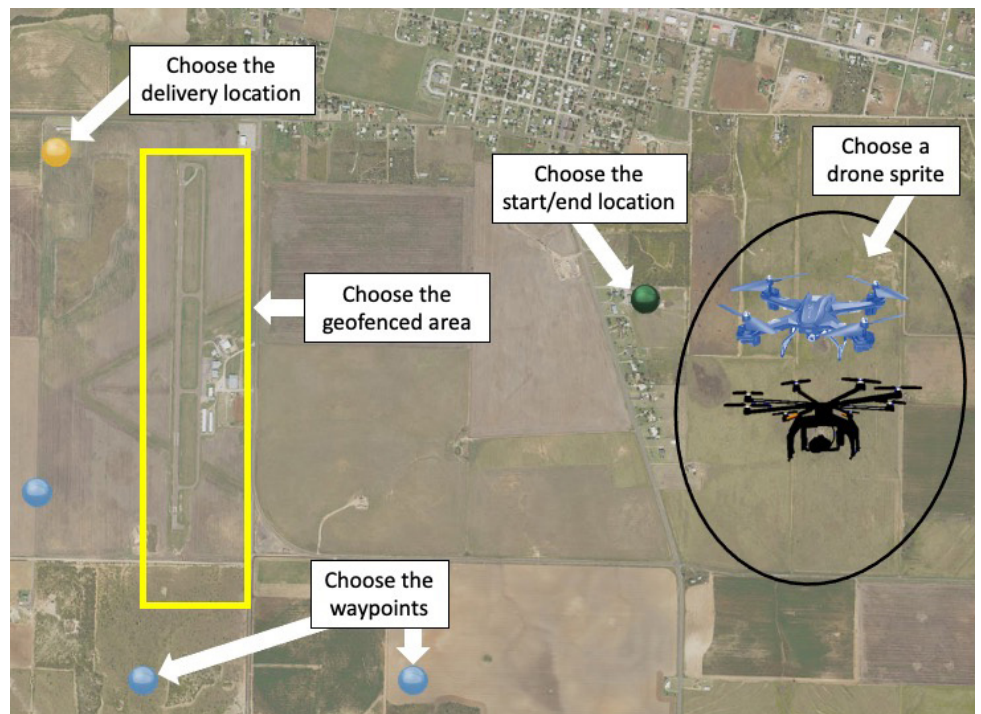 Choose the
delivery location
Choose a
drone sprite
Choose the
start/end location
Choose the
geofenced area
Choose the
waypoints